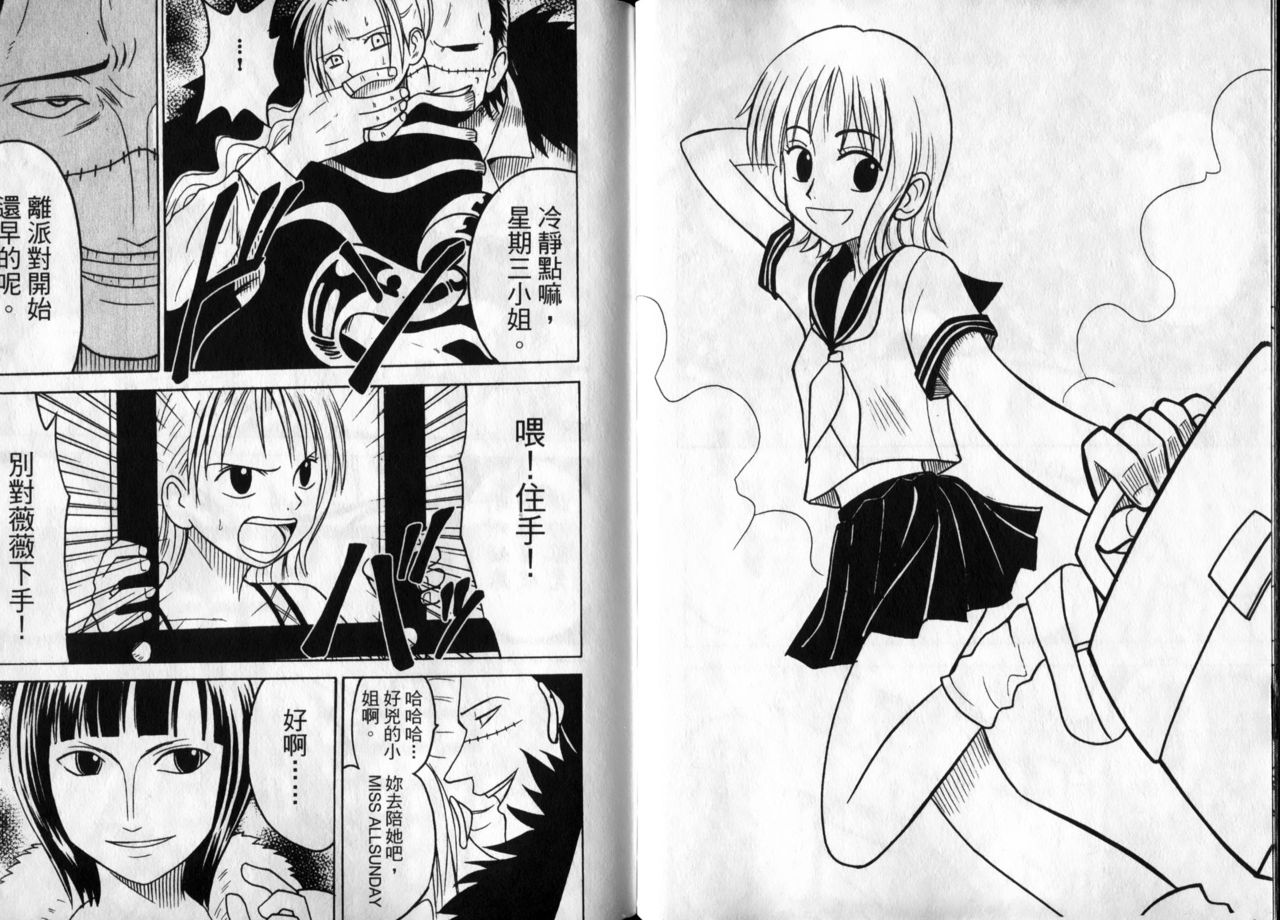 ……!
冷靜點嘛，
星期三小姐。
離派對開始
還早的呢。
喂！住手！
別對薇薇下手！
バッ
哈哈哈…
好兇的小
姐啊。
妳去陪她吧，
MISS ALLSUNDAY
好啊……